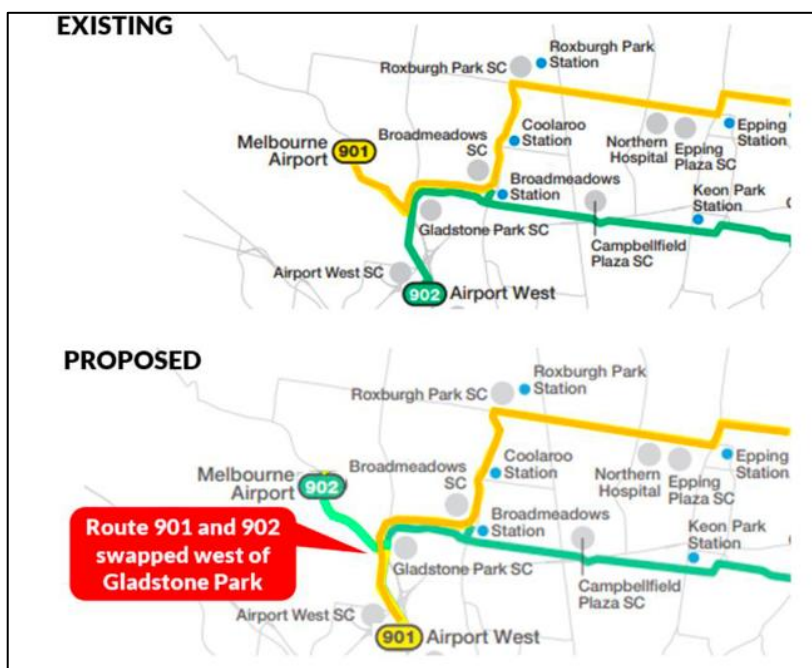 EXISTING
Roxburgh Park SC
Roxburgh Park
Station
Melbourne
Airport
901
Broadmeadows
SC
Coolaroo
Station
Northern
Hospital
Epping
Plaza SC
Epping
Station
Broadmeadows
Station
Keon Park
Station
Gladstone Park SC
Campbellfield
Plaza SC
Airport West SC
902 Airport West
PROPOSED
Roxburgh Park SC
Roxburgh Park
Station
Melbourne
Airport
902
Broadmeadows
SC
Coolaroo
Station
Northern
Hospital
Epping
Plaza SC
Epping
Station
Route 901 and 902
swapped west of
Gladstone Park
Broadmeadows
Station
Keon Park
Station
Gladstone Park SC
Campbellfield
Plaza SC
Airport West SC
901 Airport West